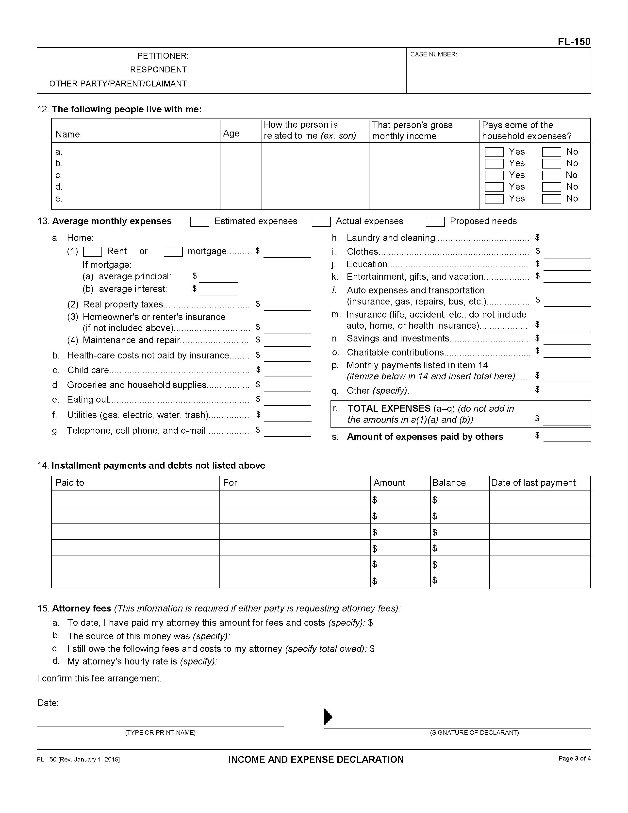 FL-150
PETITIONER:
RESPONDENT:
OTHER PARTY/PARENT/CLAIMANT:
CASE NUMBER:
12. The following people live with me:
Name
Age
How the person is related to me (ex. son)
That person's gross monthly income
Pays some of the household expenses?
a. Yes No
b. Yes No
c. Yes No
d. Yes No
e. Yes No
13. Average monthly expenses Estimated expenses Actual expenses Proposed needs
a. Home:
(1) Rent or mortgage ......... $
If mortgage:
(a) average principal: $
(b) average interest: $
(2) Real property taxes............................ $
(3) Homeowner's or renter's insurance
(if not included above)............................ $
(4) Maintenance and repair........................ $
b. Health-care costs not paid by insurance....... $
c. Child care................................................ $
d. Groceries and household supplies............... $
e. Eating out................................................ $
f. Utilities (gas, electric, water, trash)............... $
g. Telephone, cell phone, and e-mail............... $
h. Laundry and cleaning ................................ $
i. Clothes.................................................... $
j. Education................................................ $
k. Entertainment, gifts, and vacation................ $
l. Auto expenses and transportation
(insurance, gas, repairs, bus, etc.)............... $
m. Insurance (life, accident, etc.; do not include
auto, home, or health insurance)................. $
n. Savings and investments............................ $
o. Charitable contributions............................. $
p. Monthly payments listed in item 14
(itemize below in 14 and insert total here).... $
q. Other (specify): $
r. TOTAL EXPENSES (a–q) (do not add in
the amounts in a(1)(a) and (b)) $
s. Amount of expenses paid by others $
14. Installment payments and debts not listed above
Paid to For Amount Balance Date of last payment
$ $
$ $
$ $
$ $
$ $
$ $
15. Attorney fees (This information is required if either party is requesting attorney fees):
a. To date, I have paid my attorney this amount for fees and costs (specify): $
b. The source of this money was (specify):
c. I still owe the following fees and costs to my attorney (specify total owed): $
d. My attorney's hourly rate is (specify):
I confirm this fee arrangement.
Date:
(TYPE OR PRINT NAME)
(SIGNATURE OF DECLARANT)
FL-150 [Rev. January 1, 2019]
INCOME AND EXPENSE DECLARATION
Page 3 of 4